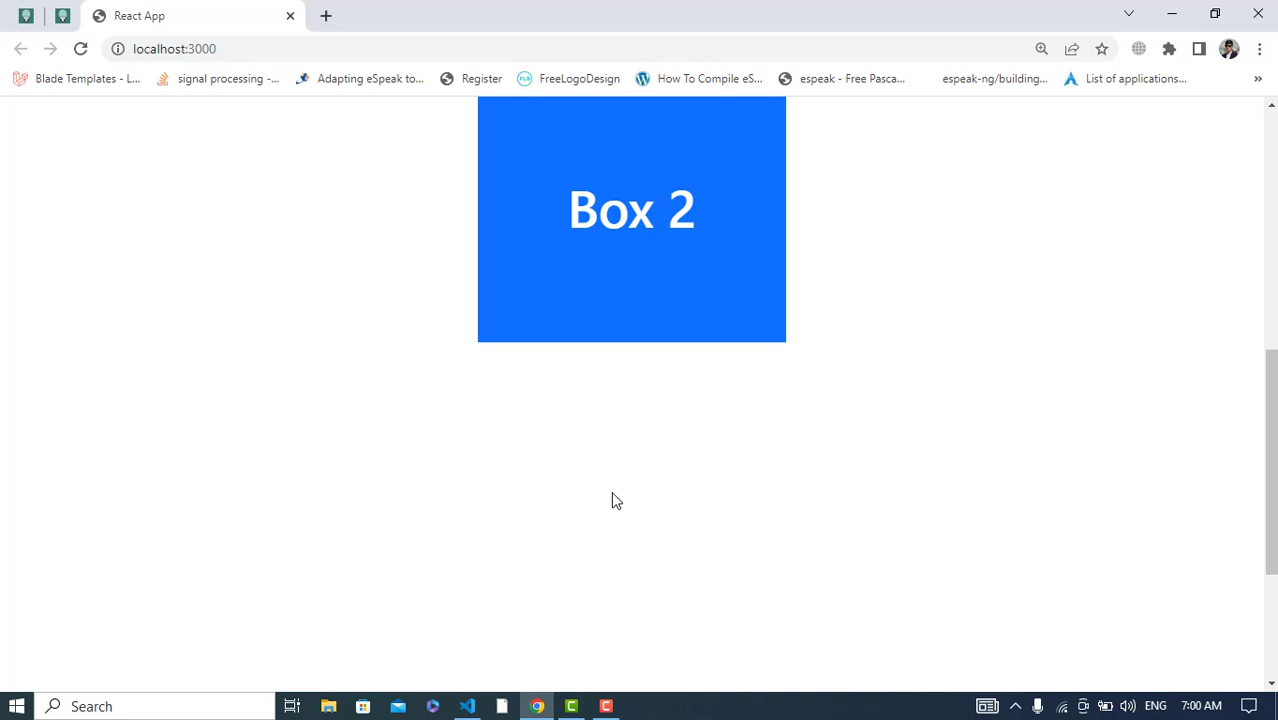 React App
localhost:3000
Blade Templates - L...
signal processing -...
Adapting eSpeak to...
Register
FLD
FreeLogoDesign
How To Compile eS...
espeak - Free Pasca...
espeak-ng/building...
List of applications...
Box 2
Search
ENG
7:00 AM